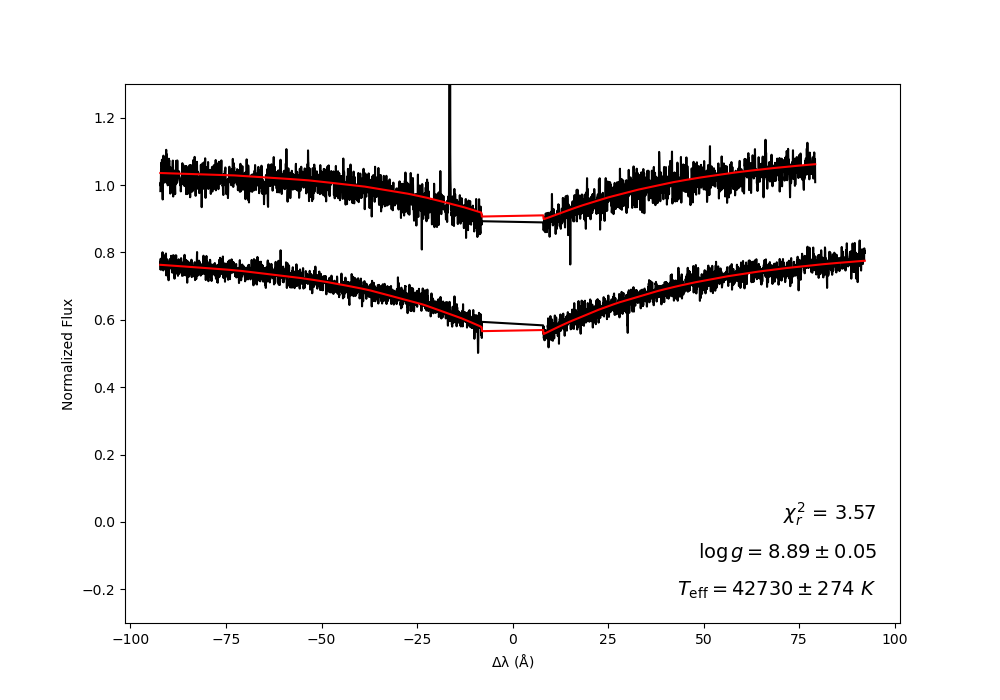 1.2
1.0
0.8
0.6
0.4
0.2
0.0
−0.2
Normalized Flux
χ_r^2 = 3.57
log g = 8.89 ± 0.05
T_eff = 42730 ± 274 K
−100 −75 −50 −25 0 25 50 75 100
Δλ (Å)